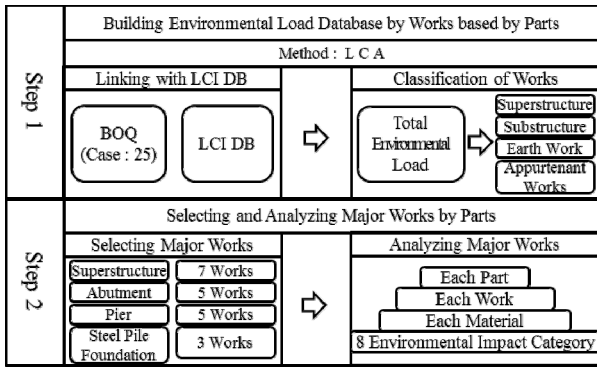 Step 1
Building Environmental Load Database by Works based by Parts
Method : L C A
Linking with LCI DB
BOQ
(Case : 25)
LCI DB
Classification of Works
Total
Environmental
Load
Superstructure
Substructure
Earth Work
Appurtenant
Works
Step 2
Selecting and Analyzing Major Works by Parts
Selecting Major Works
Superstructure
7 Works
Abutment
5 Works
Pier
5 Works
Steel Pile
Foundation
3 Works
Analyzing Major Works
Each Part
Each Work
Each Material
8 Environmental Impact Category